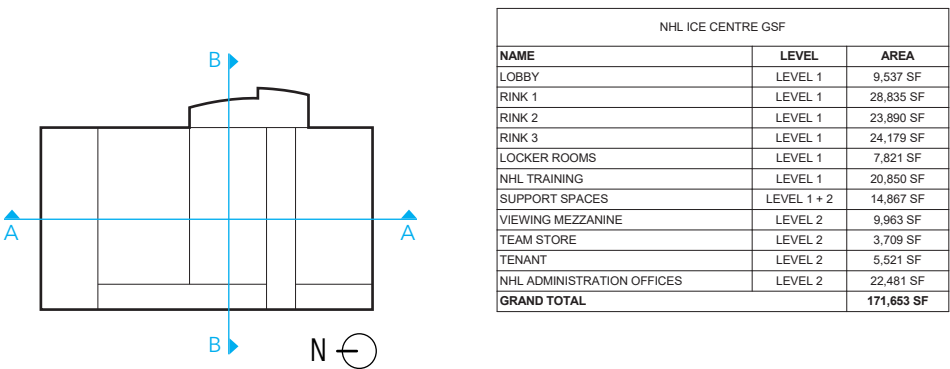 B
A
A
B
N
NHL ICE CENTRE GSF
NAME LEVEL AREA
LOBBY LEVEL 1 9,537 SF
RINK 1 LEVEL 1 28,835 SF
RINK 2 LEVEL 1 23,890 SF
RINK 3 LEVEL 1 24,179 SF
LOCKER ROOMS LEVEL 1 7,821 SF
NHL TRAINING LEVEL 1 20,850 SF
SUPPORT SPACES LEVEL 1 + 2 14,867 SF
VIEWING MEZZANINE LEVEL 2 9,963 SF
TEAM STORE LEVEL 2 3,709 SF
TENANT LEVEL 2 5,521 SF
NHL ADMINISTRATION OFFICES LEVEL 2 22,481 SF
GRAND TOTAL 171,653 SF